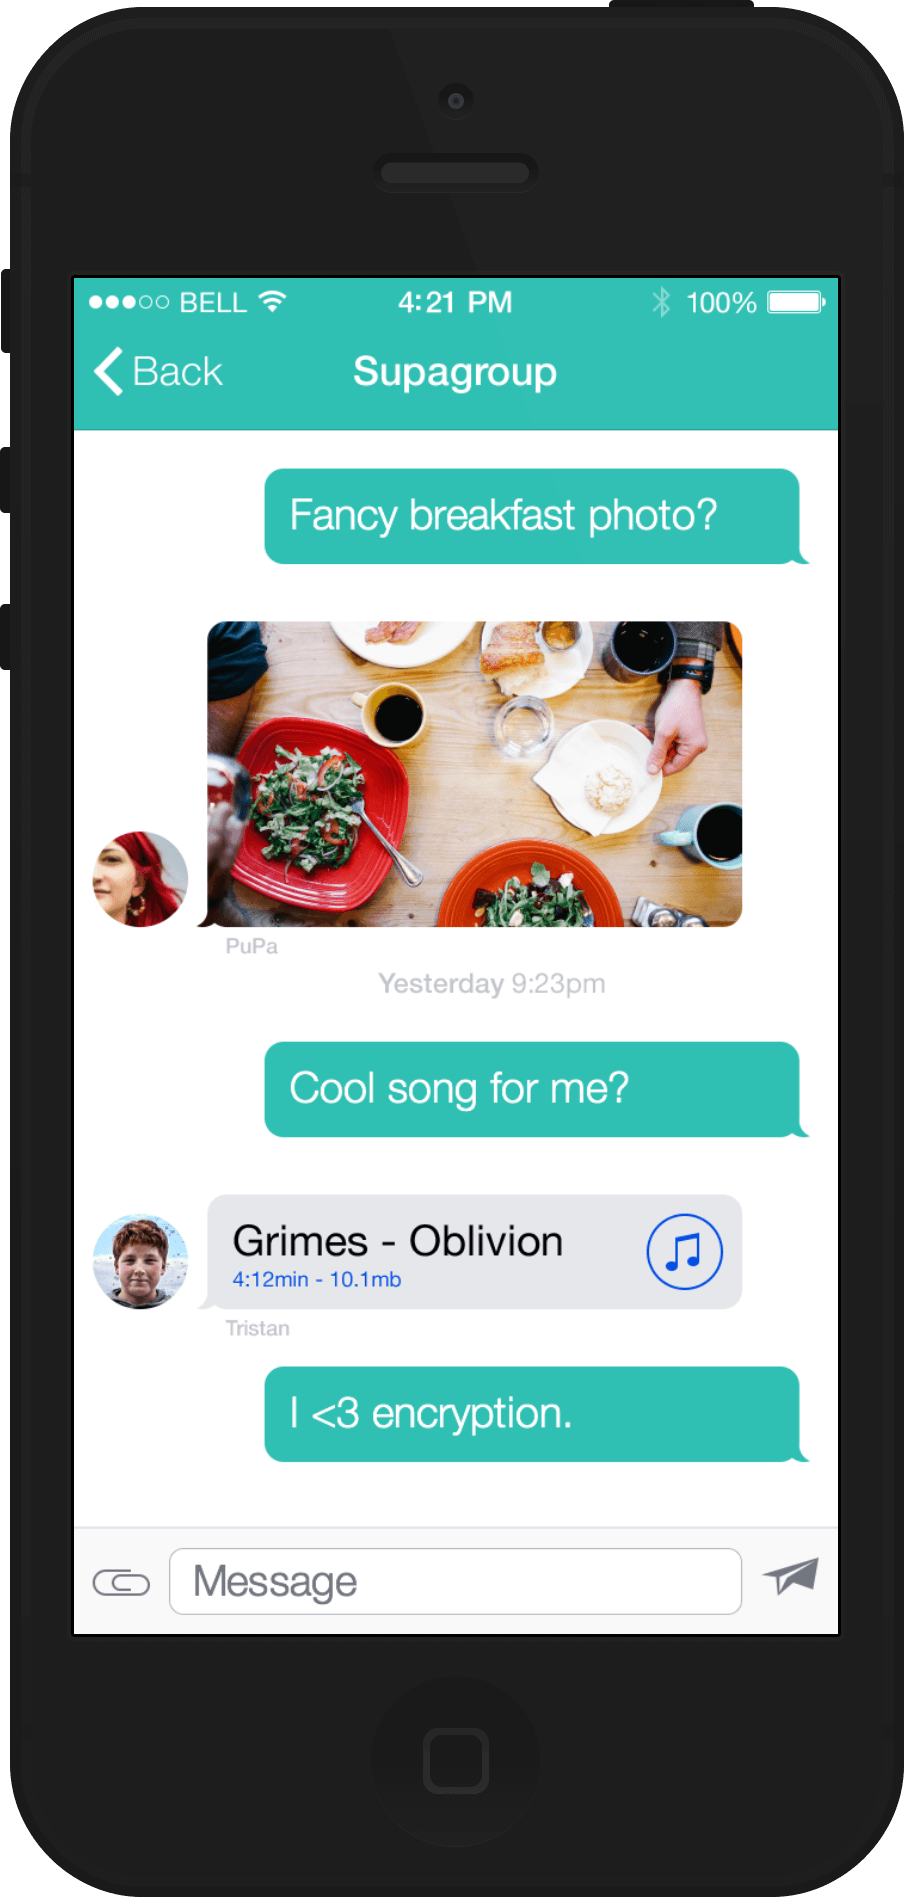 BELL 4:21 PM 100%
Back Supagroup
Fancy breakfast photo?
PuPa
Yesterday 9:23pm
Cool song for me?
Grimes - Oblivion
4:12min - 10.1mb
Tristan
I <3 encryption.
Message